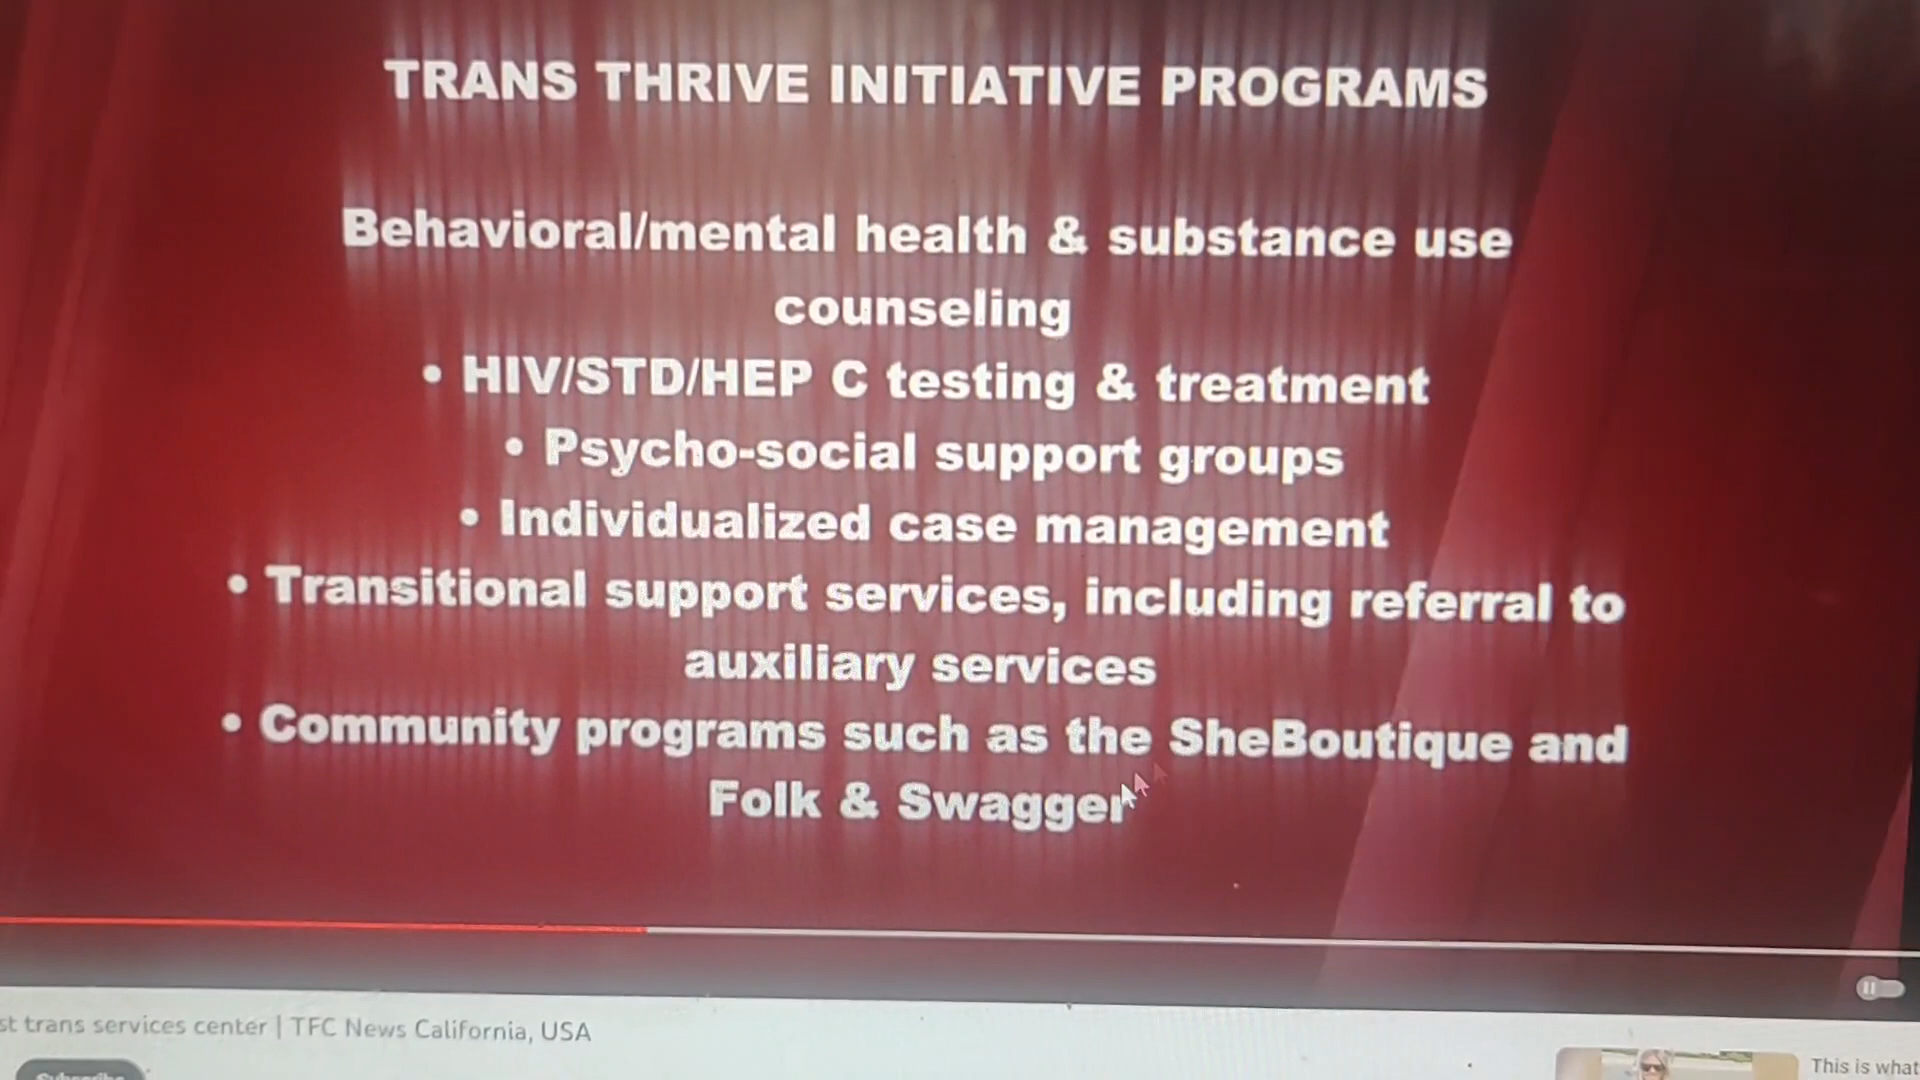 TRANS THRIVE INITIATIVE PROGRAMS
Behavioral/mental health & substance use
counseling
• HIV/STD/HEP C testing & treatment
• Psycho-social support groups
• Individualized case management
• Transitional support services, including referral to
auxiliary services
• Community programs such as the SheBoutique and
Folk & Swagger
st trans services center | TFC News California, USA
Subscribe
This is what